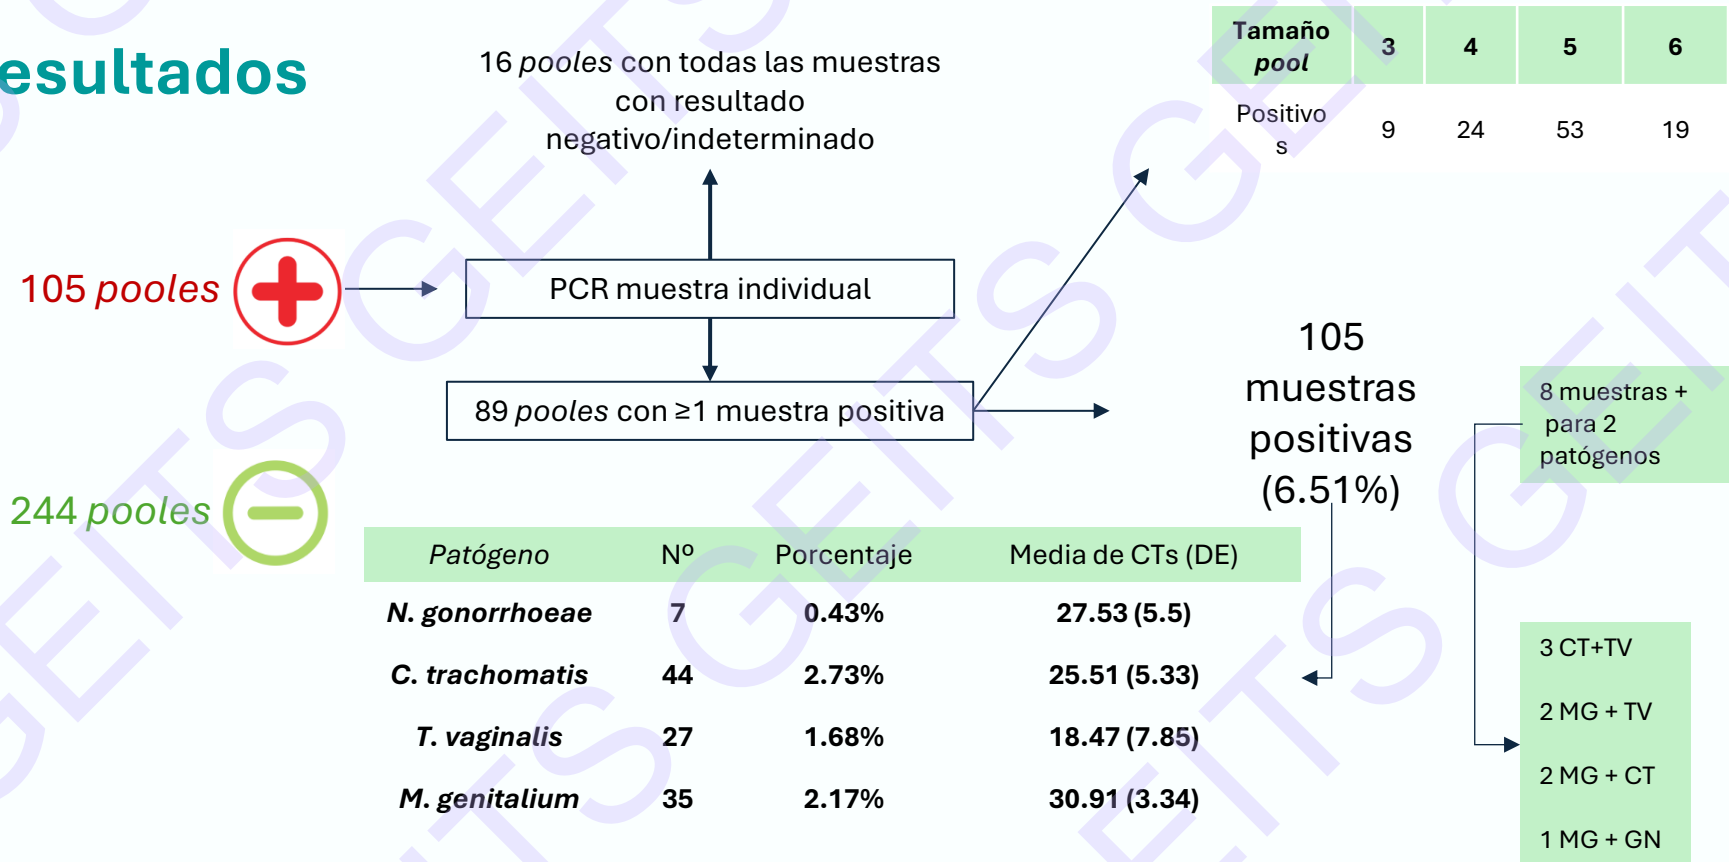 esultados
16 pooles con todas las muestras
con resultado
negativo/indeterminado
Tamaño
pool
3
4
5
6
Positivo
s
9
24
53
19
105 pooles
PCR muestra individual
89 pooles con ≥1 muestra positiva
105
muestras
positivas
(6.51%)
8 muestras +
para 2
patógenos
244 pooles
Patógeno Nº Porcentaje Media de CTs (DE)
N. gonorrhoeae 7 0.43% 27.53 (5.5)
C. trachomatis 44 2.73% 25.51 (5.33)
T. vaginalis 27 1.68% 18.47 (7.85)
M. genitalium 35 2.17% 30.91 (3.34)
3 CT+TV
2 MG + TV
2 MG + CT
1 MG + GN
GEITS GEITS GEITS